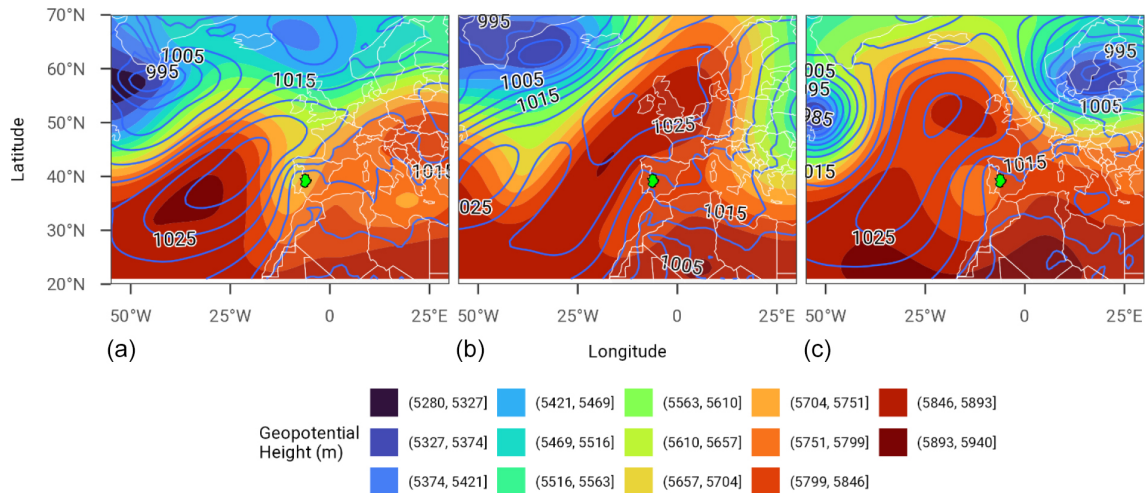 70°N
60°N
50°N
40°N
30°N
20°N
Latitude
1005
995
1015
1015
1025
995
1005
1015
1025
025
1015
1005
005
95
985
015
995
1005
1015
1025
50°W 25°W 0 25°E
50°W 25°W 0 25°E
50°W 25°W 0 25°E
(a) (b) (c)
Longitude
Geopotential
Height (m)
(5280, 5327] (5421, 5469] (5563, 5610] (5704, 5751] (5846, 5893]
(5327, 5374] (5469, 5516] (5610, 5657] (5751, 5799] (5893, 5940]
(5374, 5421] (5516, 5563] (5657, 5704] (5799, 5846]